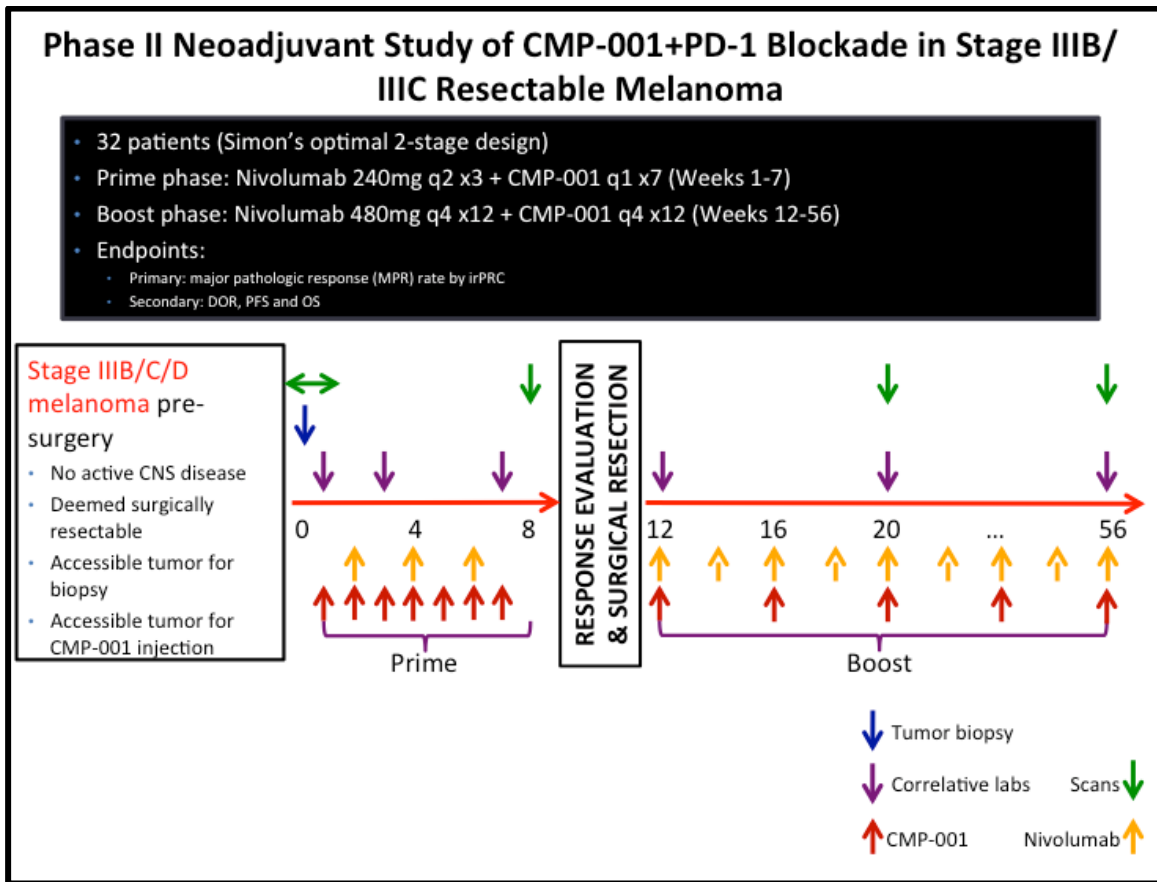 Phase II Neoadjuvant Study of CMP-001+PD-1 Blockade in Stage IIIB/
IIIC Resectable Melanoma
• 32 patients (Simon's optimal 2-stage design)
• Prime phase: Nivolumab 240mg q2 x3 + CMP-001 q1 x7 (Weeks 1-7)
• Boost phase: Nivolumab 480mg q4 x12 + CMP-001 q4 x12 (Weeks 12-56)
• Endpoints:
• Primary: major pathologic response (MPR) rate by irPRC
• Secondary: DOR, PFS and OS
Stage IIIB/C/D
melanoma pre-
surgery
• No active CNS disease
• Deemed surgically
resectable
• Accessible tumor for
biopsy
• Accessible tumor for
CMP-001 injection
0 4 8
Prime
RESPONSE EVALUATION
& SURGICAL RESECTION
12 16 20 ... 56
Boost
Tumor biopsy
Correlative labs Scans
CMP-001 Nivolumab